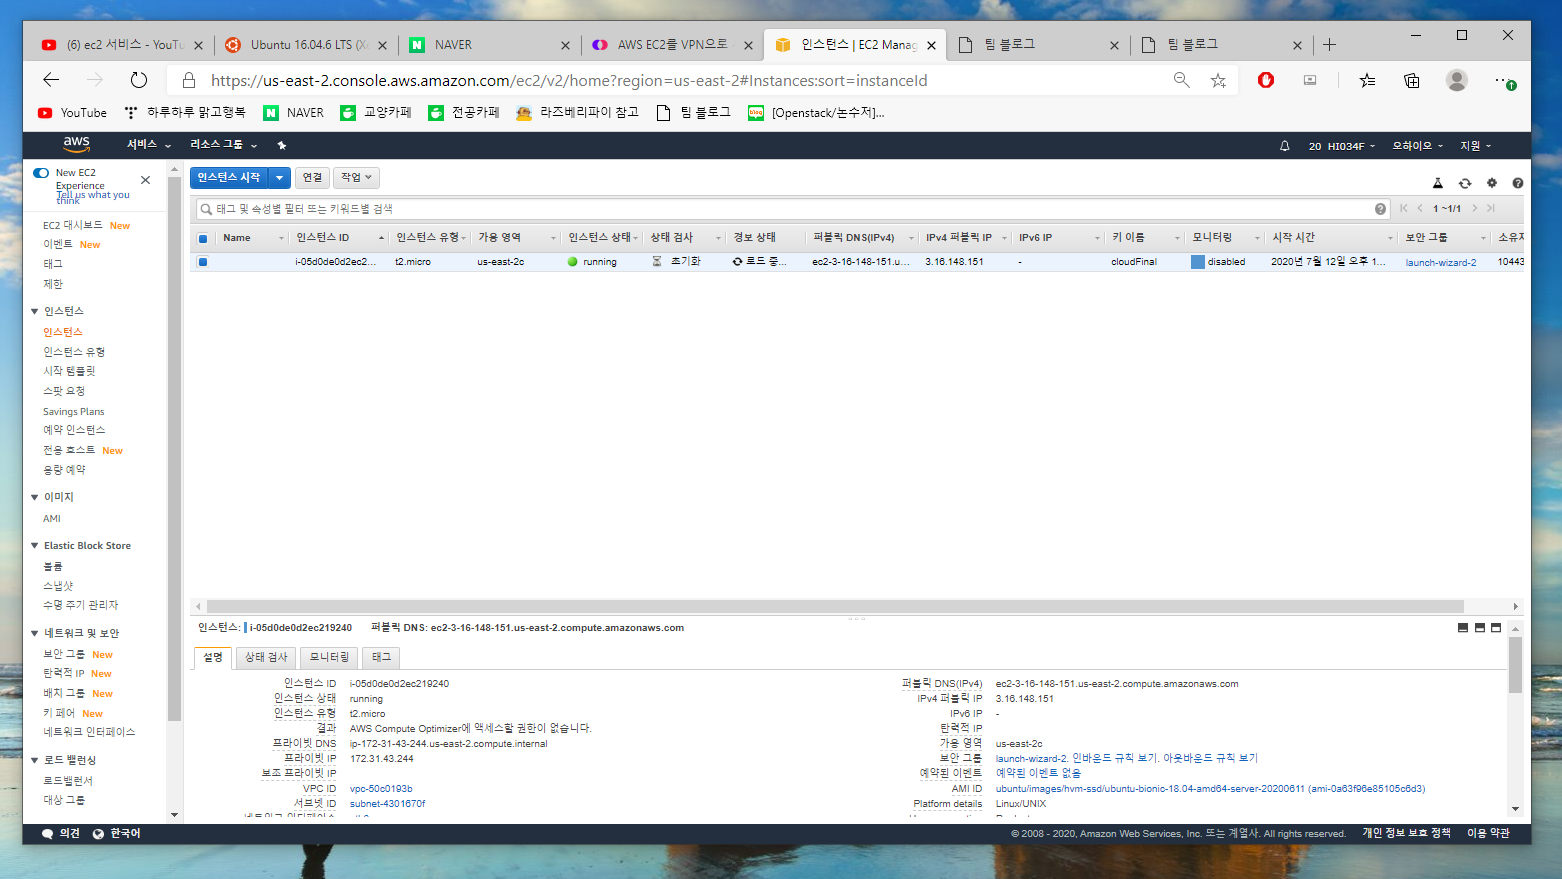 (6) ec2 서비스 - YouTu
Ubuntu 16.04.6 LTS (Xe
NAVER
AWS EC2를 VPN으로
인스턴스 | EC2 Manag
팀 블로그
팀 블로그
https://us-east-2.console.aws.amazon.com/ec2/v2/home?region=us-east-2#Instances:sort=instanceId
YouTube
하루하루 맑고행복
NAVER
교양카페
전공카페
라즈베리파이 참고
팀 블로그
[Openstack/논수저]...
aws
서비스
리소스 그룹
20 HI034F
오하이오
지원
New EC2
Experience
Tell us what you
think
EC2 대시보드 New
이벤트 New
태그
제한
인스턴스
인스턴스
인스턴스 유형
시작 템플릿
스팟 요청
Savings Plans
예약 인스턴스
전용 호스트 New
용량 예약
이미지
AMI
Elastic Block Store
볼륨
스냅샷
수명 주기 관리자
네트워크 및 보안
보안 그룹 New
탄력적 IP New
배치 그룹 New
키 페어 New
네트워크 인터페이스
로드 밸런싱
로드밸런서
대상 그룹
인스턴스 시작
연결
작업
태그 및 속성별 필터 또는 키워드별 검색
1 ~1/1
Name 인스턴스 ID 인스턴스 유형 가용 영역 인스턴스 상태 상태 검사 경보 상태 퍼블릭 DNS(IPv4) IPv4 퍼블릭 IP IPv6 IP 키 이름 모니터링 시작 시간 보안 그룹 소유자
i-05d0de0d2ec2... t2.micro us-east-2c running 초기화 로드 중... ec2-3-16-148-151.u... 3.16.148.151 - cloudFinal disabled 2020년 7월 12일 오후 1... launch-wizard-2 10443
인스턴스: i-05d0de0d2ec219240 퍼블릭 DNS: ec2-3-16-148-151.us-east-2.compute.amazonaws.com
설명 상태 검사 모니터링 태그
인스턴스 ID i-05d0de0d2ec219240
인스턴스 상태 running
인스턴스 유형 t2.micro
결과 AWS Compute Optimizer에 액세스할 권한이 없습니다.
프라이빗 DNS ip-172-31-43-244.us-east-2.compute.internal
프라이빗 IP 172.31.43.244
보조 프라이빗 IP
VPC ID vpc-50c0193b
서브넷 ID subnet-4301670f
퍼블릭 DNS(IPv4) ec2-3-16-148-151.us-east-2.compute.amazonaws.com
IPv4 퍼블릭 IP 3.16.148.151
IPv6 IP -
탄력적 IP
가용 영역 us-east-2c
보안 그룹 launch-wizard-2. 인바운드 규칙 보기. 아웃바운드 규칙 보기
예약된 이벤트 예약된 이벤트 없음
AMI ID ubuntu/images/hvm-ssd/ubuntu-bionic-18.04-amd64-server-20200611 (ami-0a63f96e85105c6d3)
Platform details Linux/UNIX
의견
한국어
© 2008 - 2020, Amazon Web Services, Inc. 또는 계열사. All rights reserved.
개인 정보 보호 정책
이용 약관